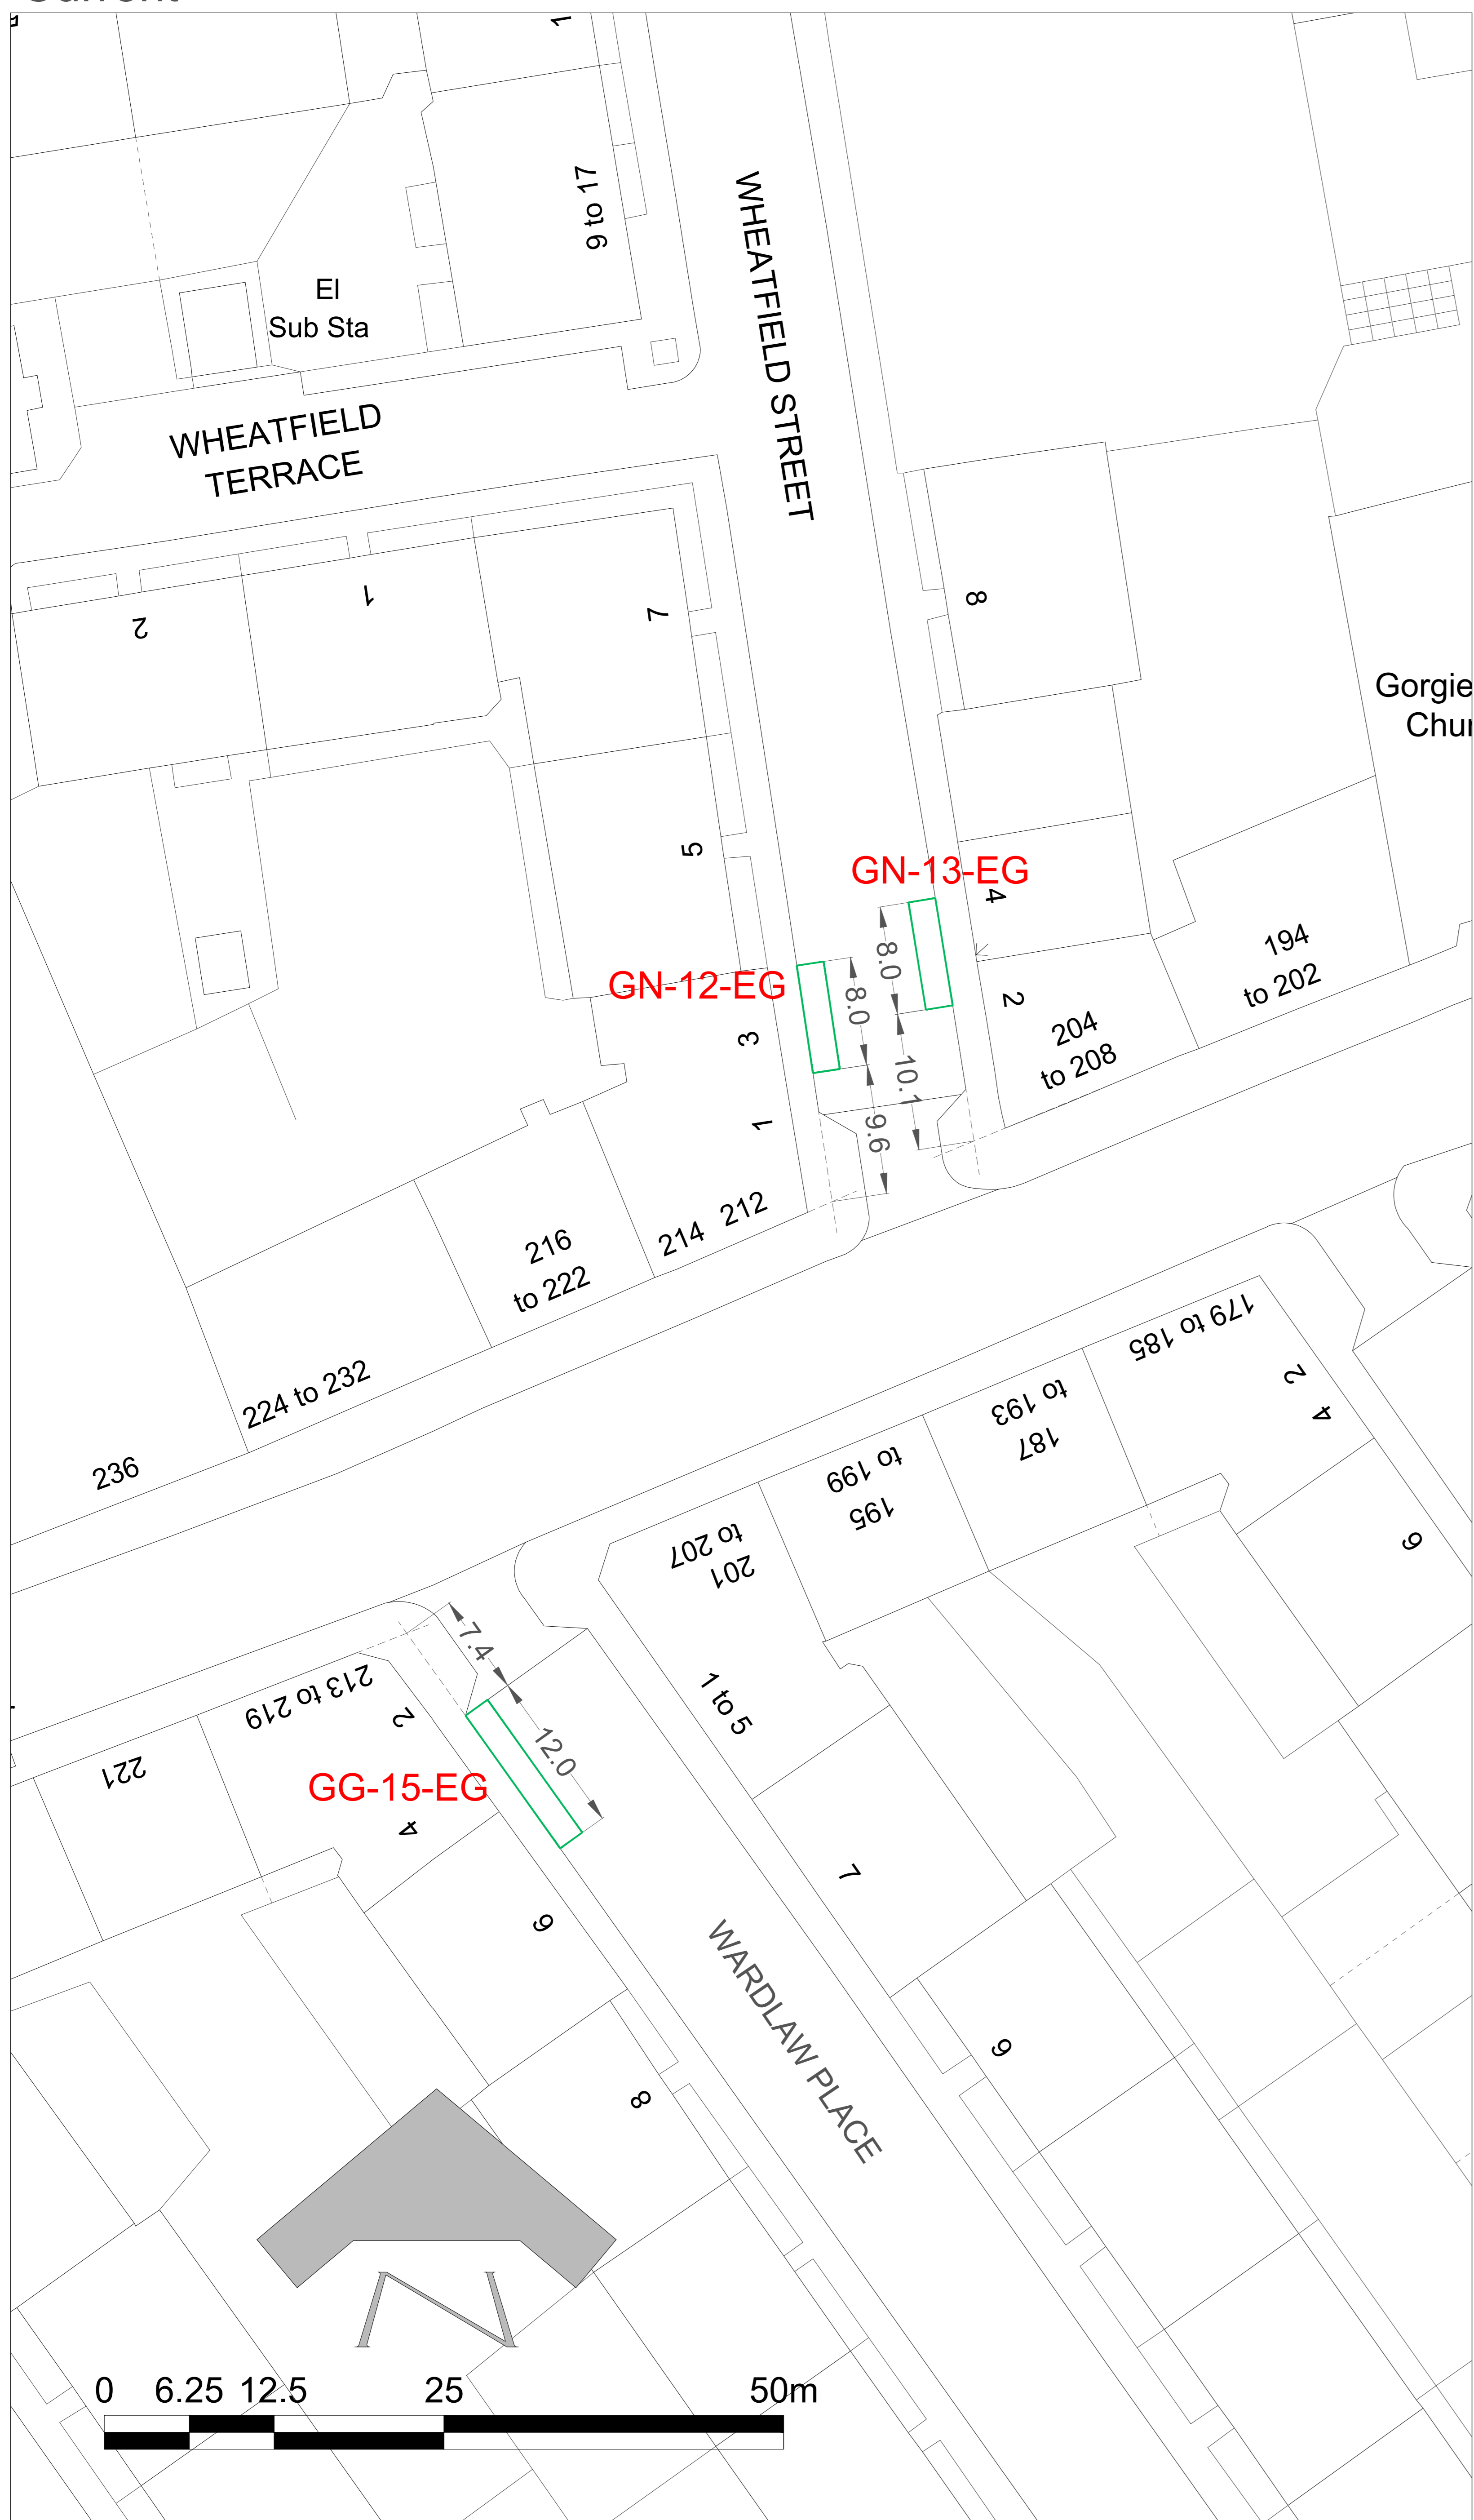 1
9 to 17
El
Sub Sta
WHEATFIELD STREET
WHEATFIELD
TERRACE
8
1
2
7
Gorgie
Chur
5
GN-13-EG
4
194
to 202
8.0
GN-12-EG
8.0
2
3
204
to 208
10.1
1
9.6
212
214
216
to 222
179 to 185
2
224 to 232
4
187
to 193
195
to 199
236
201
to 207
6
7.4
213 to 219
2
1 to 5
12.0
221
GG-15-EG
4
7
6
WARDLAW PLACE
9
8
N
0 6.25 12.5 25 50m